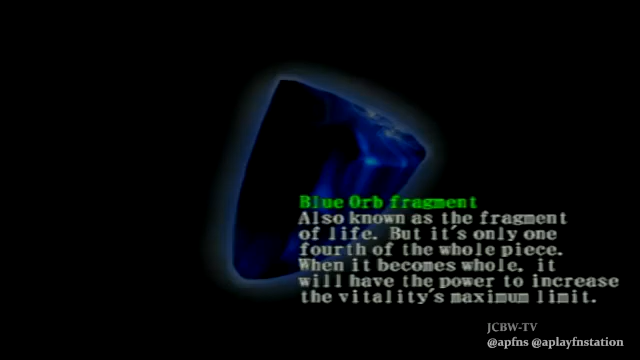 Blue Orb fragment
Also known as the fragment
of life. But it's only one
fourth of the whole piece.
When it becomes whole, it
will have the power to increase
the vitality's maximum limit.
JCBW-TV
@apfns @aplayfnstation